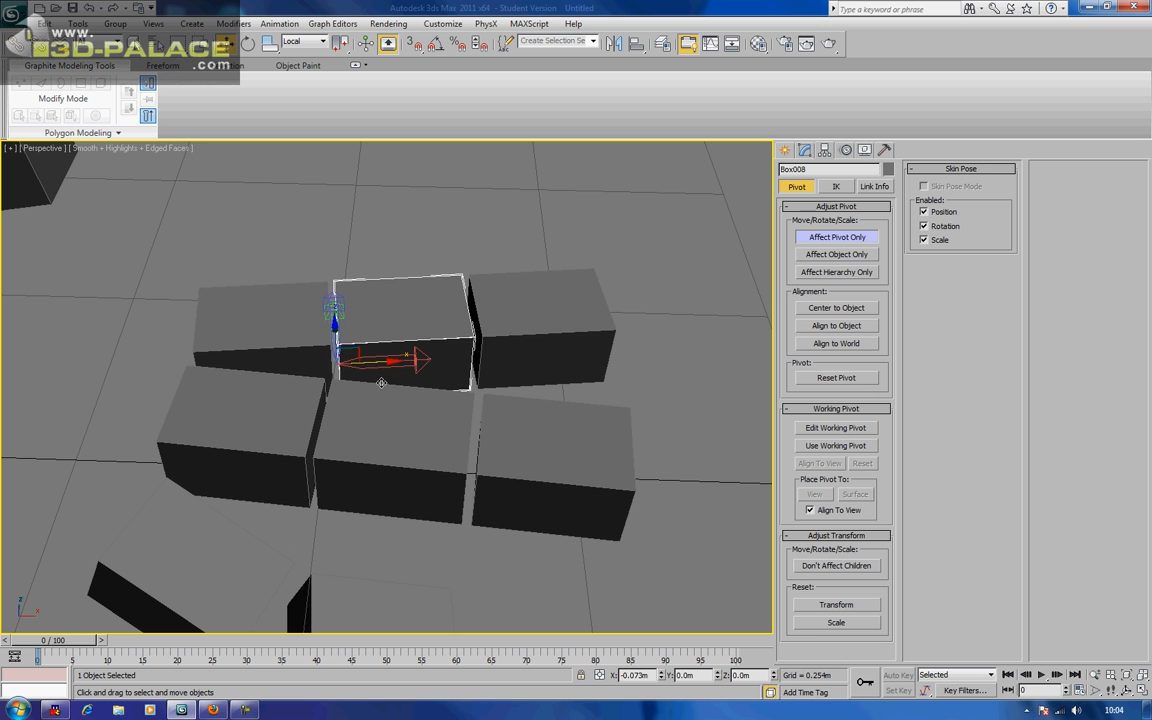 Autodesk 3ds Max 2011 x64 - Student Version Untitled
Type a keyword or phrase
Edit Tools Group Views Create Modifiers Animation Graph Editors Rendering Customize PhysX MAXScript Help
www.
3D-PALACE
.com
Local
Create Selection Se
Graphite Modeling Tools Freeform Object Paint
Modify Mode
Polygon Modeling
[ + ] [ Perspective ] [ Smooth + Highlights + Edged Faces ]
Box008
Pivot IK Link Info
Adjust Pivot
Move/Rotate/Scale:
Affect Pivot Only
Affect Object Only
Affect Hierarchy Only
Alignment:
Center to Object
Align to Object
Align to World
Pivot:
Reset Pivot
Working Pivot
Edit Working Pivot
Use Working Pivot
Align To View Reset
Place Pivot To:
View Surface
Align To View
Adjust Transform
Move/Rotate/Scale:
Don't Affect Children
Reset:
Transform
Scale
Skin Pose
Skin Pose Mode
Enabled:
Position
Rotation
Scale
z
x
< 0 / 100 >
0 5 10 15 20 25 30 35 40 45 50 55 60 65 70 75 80 85 90 95 100
1 Object Selected X: -0.073m Y: 0.0m Z: 0.0m Grid = 0.254m Auto Key Selected
Click and drag to select and move objects Add Time Tag Set Key Key Filters... 0
10:04